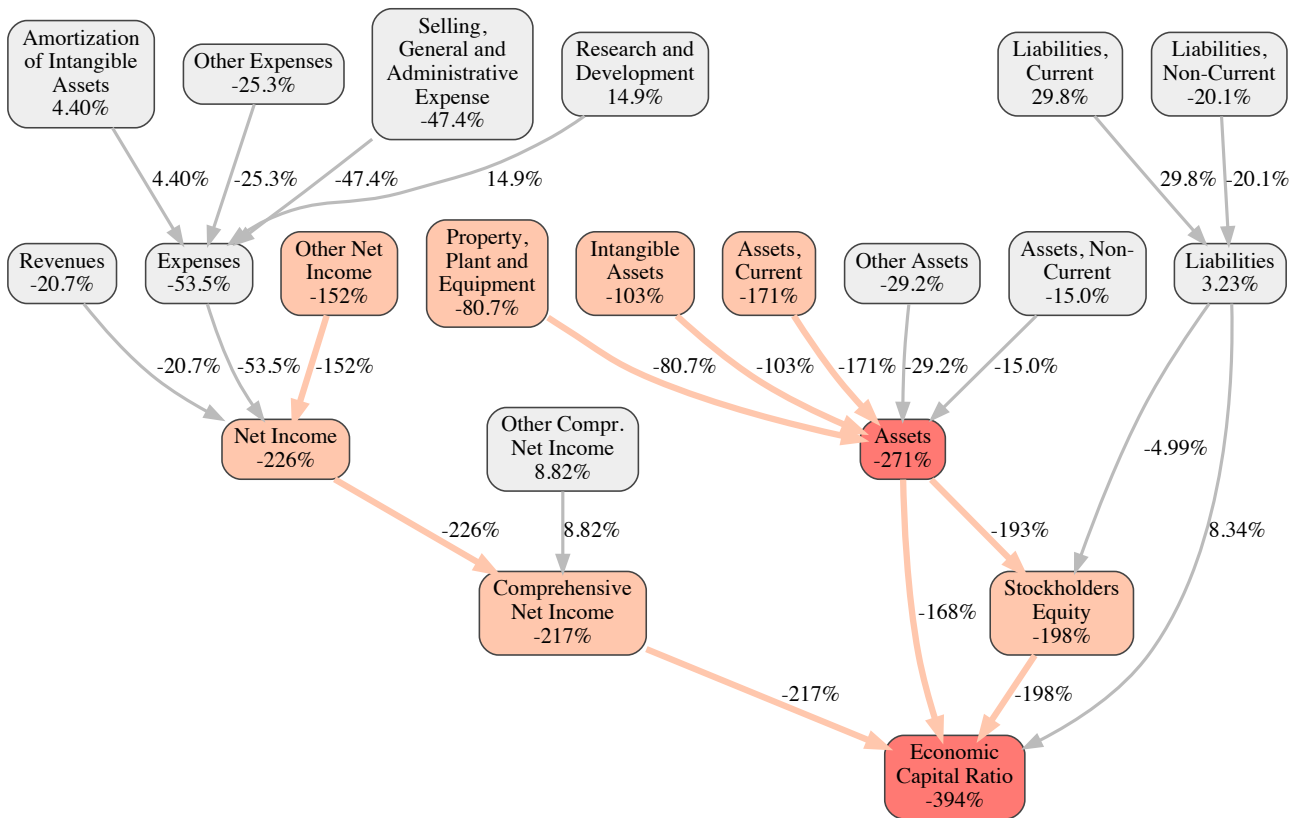 Amortization
of Intangible
Assets
4.40%
Other Expenses
-25.3%
Selling,
General and
Administrative
Expense
-47.4%
Research and
Development
14.9%
Liabilities,
Current
29.8%
Liabilities,
Non-Current
-20.1%
4.40%
-25.3%
-47.4%
14.9%
29.8%
-20.1%
Revenues
-20.7%
Expenses
-53.5%
Other Net
Income
-152%
Property,
Plant and
Equipment
-80.7%
Intangible
Assets
-103%
Assets,
Current
-171%
Other Assets
-29.2%
Assets, Non-
Current
-15.0%
Liabilities
3.23%
-20.7%
-53.5%
-152%
-80.7%
-103%
-171%
-29.2%
-15.0%
Net Income
-226%
Other Compr.
Net Income
8.82%
Assets
-271%
-4.99%
-226%
8.82%
-193%
8.34%
Comprehensive
Net Income
-217%
-168%
Stockholders
Equity
-198%
-217%
-198%
Economic
Capital Ratio
-394%